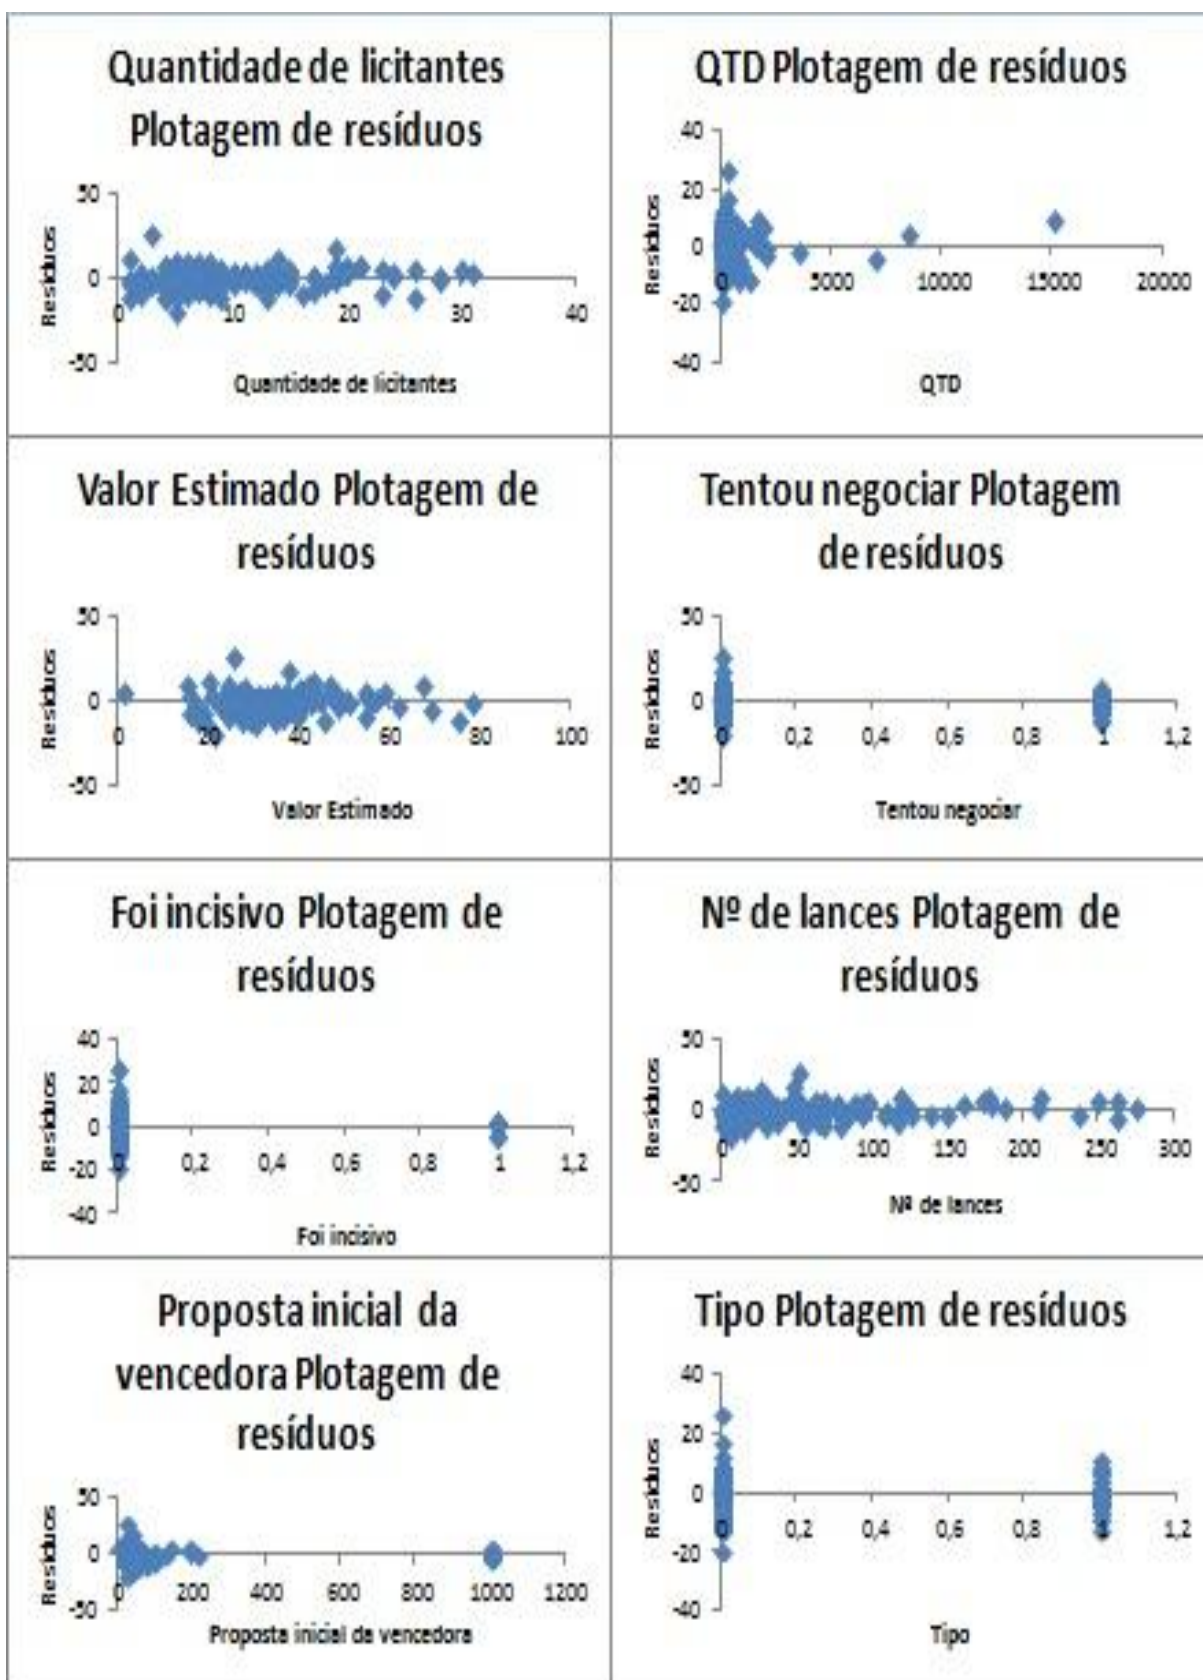 Quantidade de licitantes
Plotagem de resíduos
50
0
-50
0
10
20
30
40
Resíduos
Quantidade de licitantes
QTD Plotagem de resíduos
40
20
0
-20
-40
0
5000
10000
15000
20000
Resíduos
QTD
Valor Estimado Plotagem de
resíduos
50
0
-50
0
20
40
60
80
100
Resíduos
Valor Estimado
Tentou negociar Plotagem
de resíduos
50
0
-50
0
0,2
0,4
0,6
0,8
1
1,2
Resíduos
Tentou negociar
Foi incisivo Plotagem de
resíduos
40
20
0
-20
-40
0
0,2
0,4
0,6
0,8
1
1,2
Resíduos
Foi incisivo
Nº de lances Plotagem de
resíduos
50
0
-50
0
50
100
150
200
250
300
Resíduos
Nº de lances
Proposta inicial da
vencedora Plotagem de
resíduos
50
0
-50
0
200
400
600
800
1000
1200
Resíduos
Proposta inicial da vencedora
Tipo Plotagem de resíduos
40
20
0
-20
-40
0
0,2
0,4
0,6
0,8
1
1,2
Resíduos
Tipo